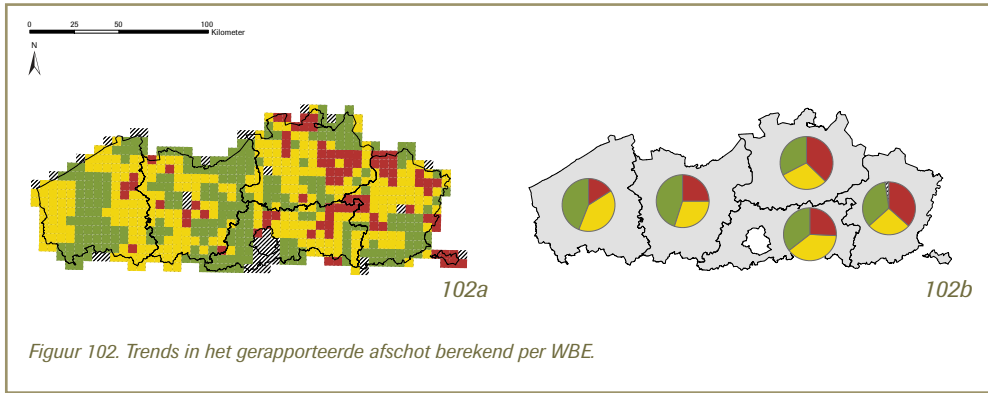 0 25 50 100
Kilometer
N
102a
102b
Figuur 102. Trends in het gerapporteerde afschot berekend per WBE.